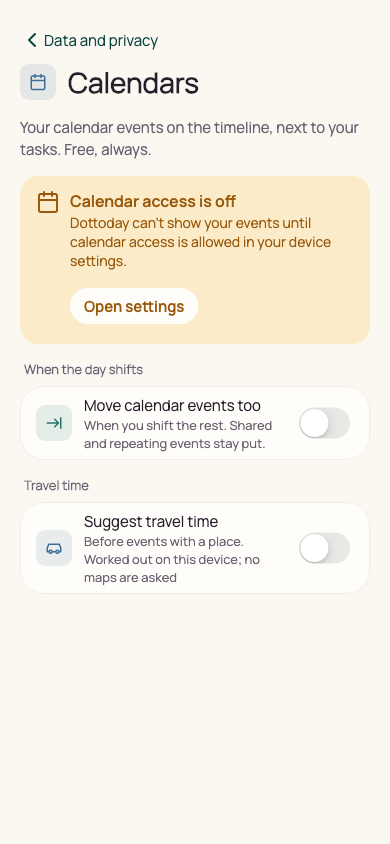 Data and privacy
Calendars
Your calendar events on the timeline, next to your
tasks. Free, always.
Calendar access is off
Dottoday can't show your events until
calendar access is allowed in your device
settings.
Open settings
When the day shifts
Move calendar events too
When you shift the rest. Shared
and repeating events stay put.
Travel time
Suggest travel time
Before events with a place.
Worked out on this device; no
maps are asked